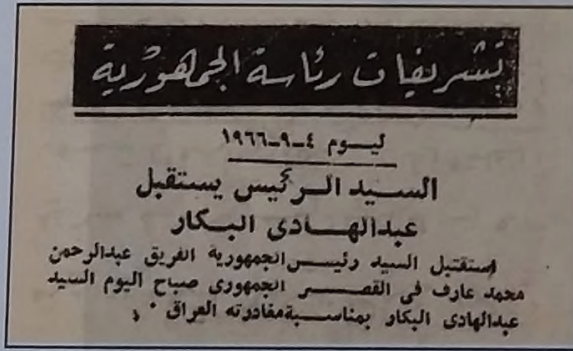 تشريفات رئاسة الجمهورية
ليوم ٤-٩-١٩٦٦
السيد الرئيس يستقبل
عبدالهادى البكار
استقبل السيد رئيس الجمهورية الفريق عبدالرحمن
محمد عارف فى القصر الجمهورى صباح اليوم السيد
عبدالهادى البكار بمناسبة مغادرته العراق .